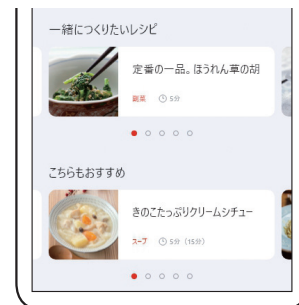 一緒につくりたいレシピ
定番の一品。ほうれん草の胡
副菜 5分
こちらもおすすめ
きのこたっぷりクリームシチュー
スープ 5分（15分）